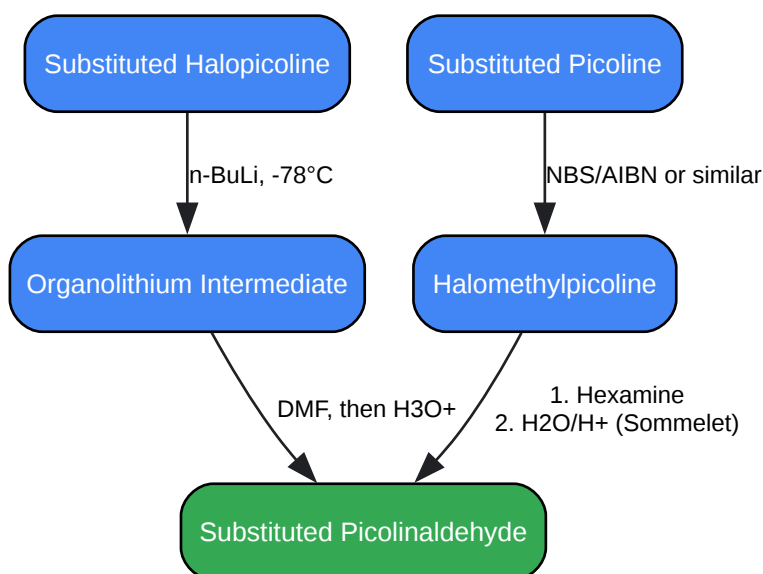 Substituted Halopicoline
Substituted Picoline
n-BuLi, -78°C
NBS/AIBN or similar
Organolithium Intermediate
Halomethylpicoline
DMF, then H3O+
1. Hexamine
2. H2O/H+ (Sommelet)
Substituted Picolinaldehyde